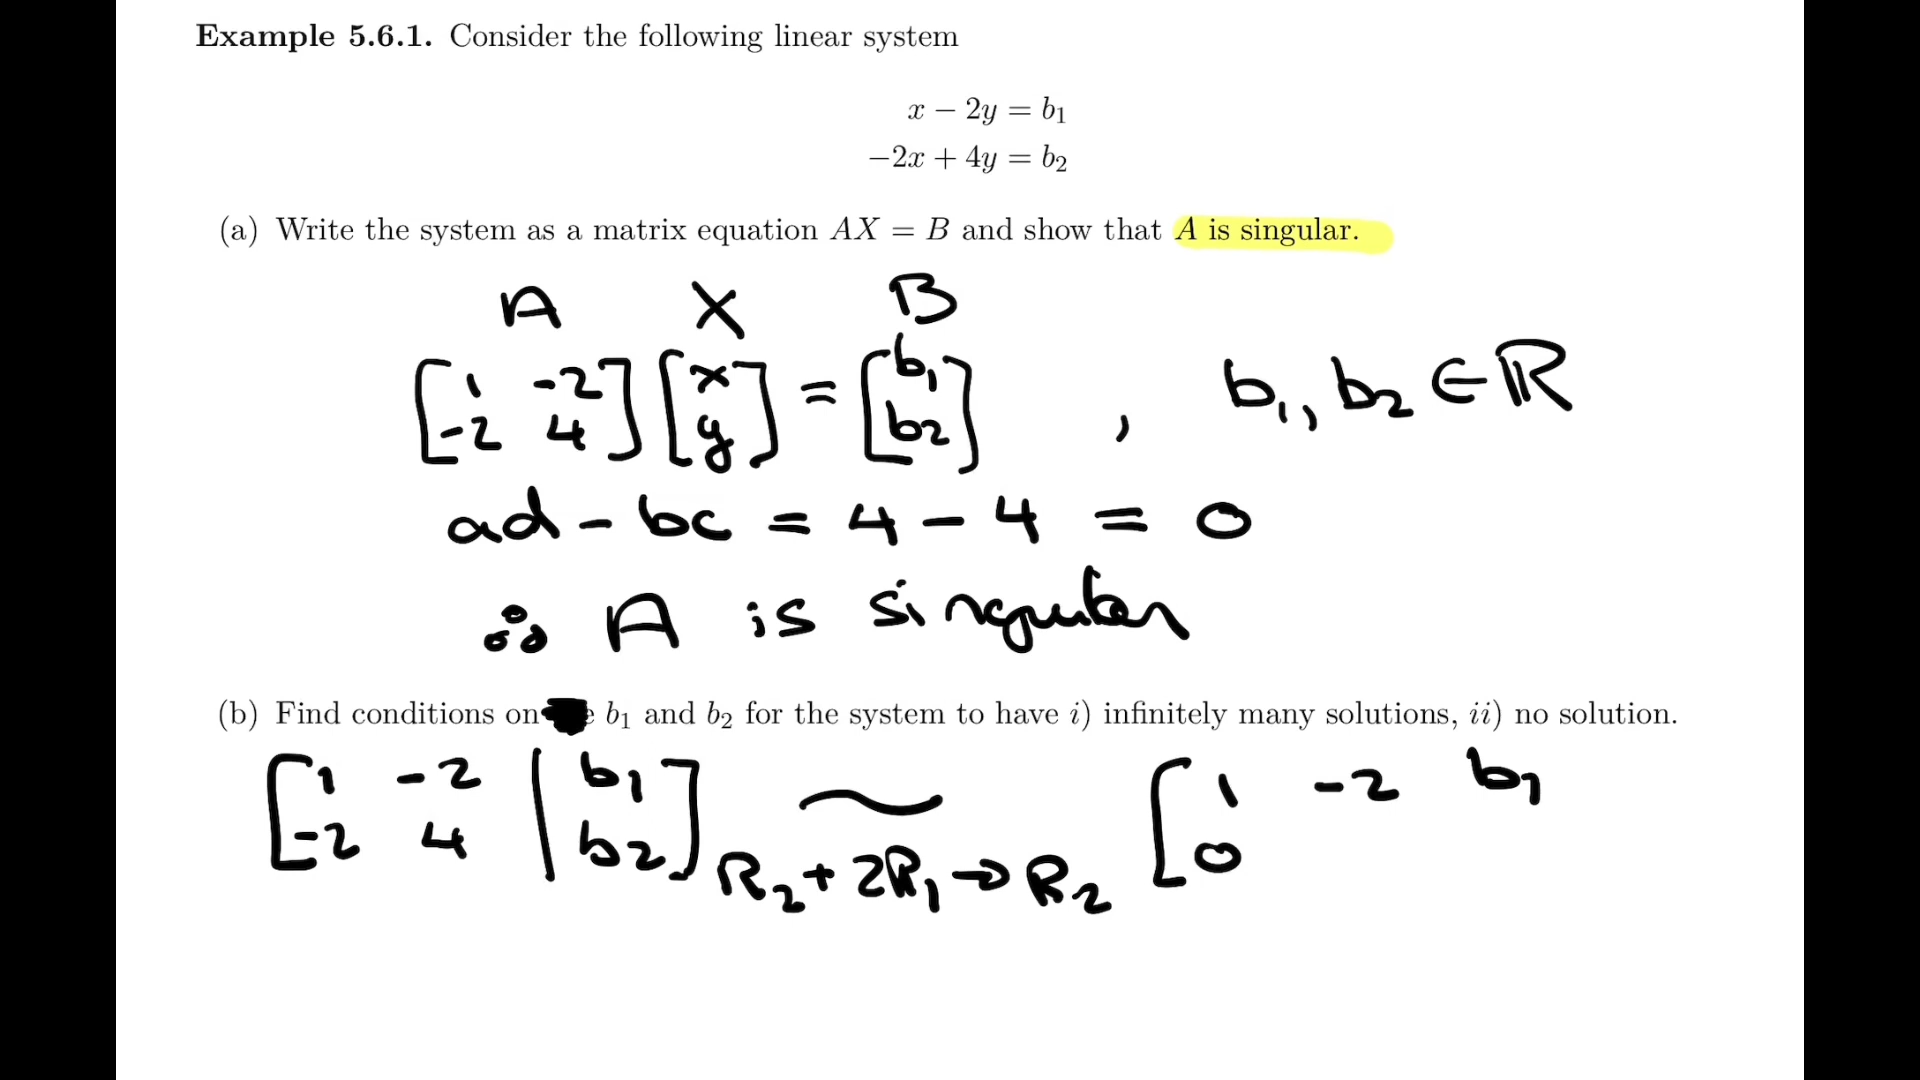 Example 5.6.1. Consider the following linear system
x − 2y = b₁
−2x + 4y = b₂
(a) Write the system as a matrix equation AX = B and show that A is singular.
A X B
[1 -2] [x] = [b₁] , b₁, b₂ ∈ ℝ
[-2 4] [y] [b₂]
ad - bc = 4 - 4 = 0
∴ A is singular
(b) Find conditions on b₁ and b₂ for the system to have i) infinitely many solutions, ii) no solution.
[1 -2 | b₁] ~ [1 -2 b₁
[-2 4 | b₂] R₂ + 2R₁ → R₂ [0